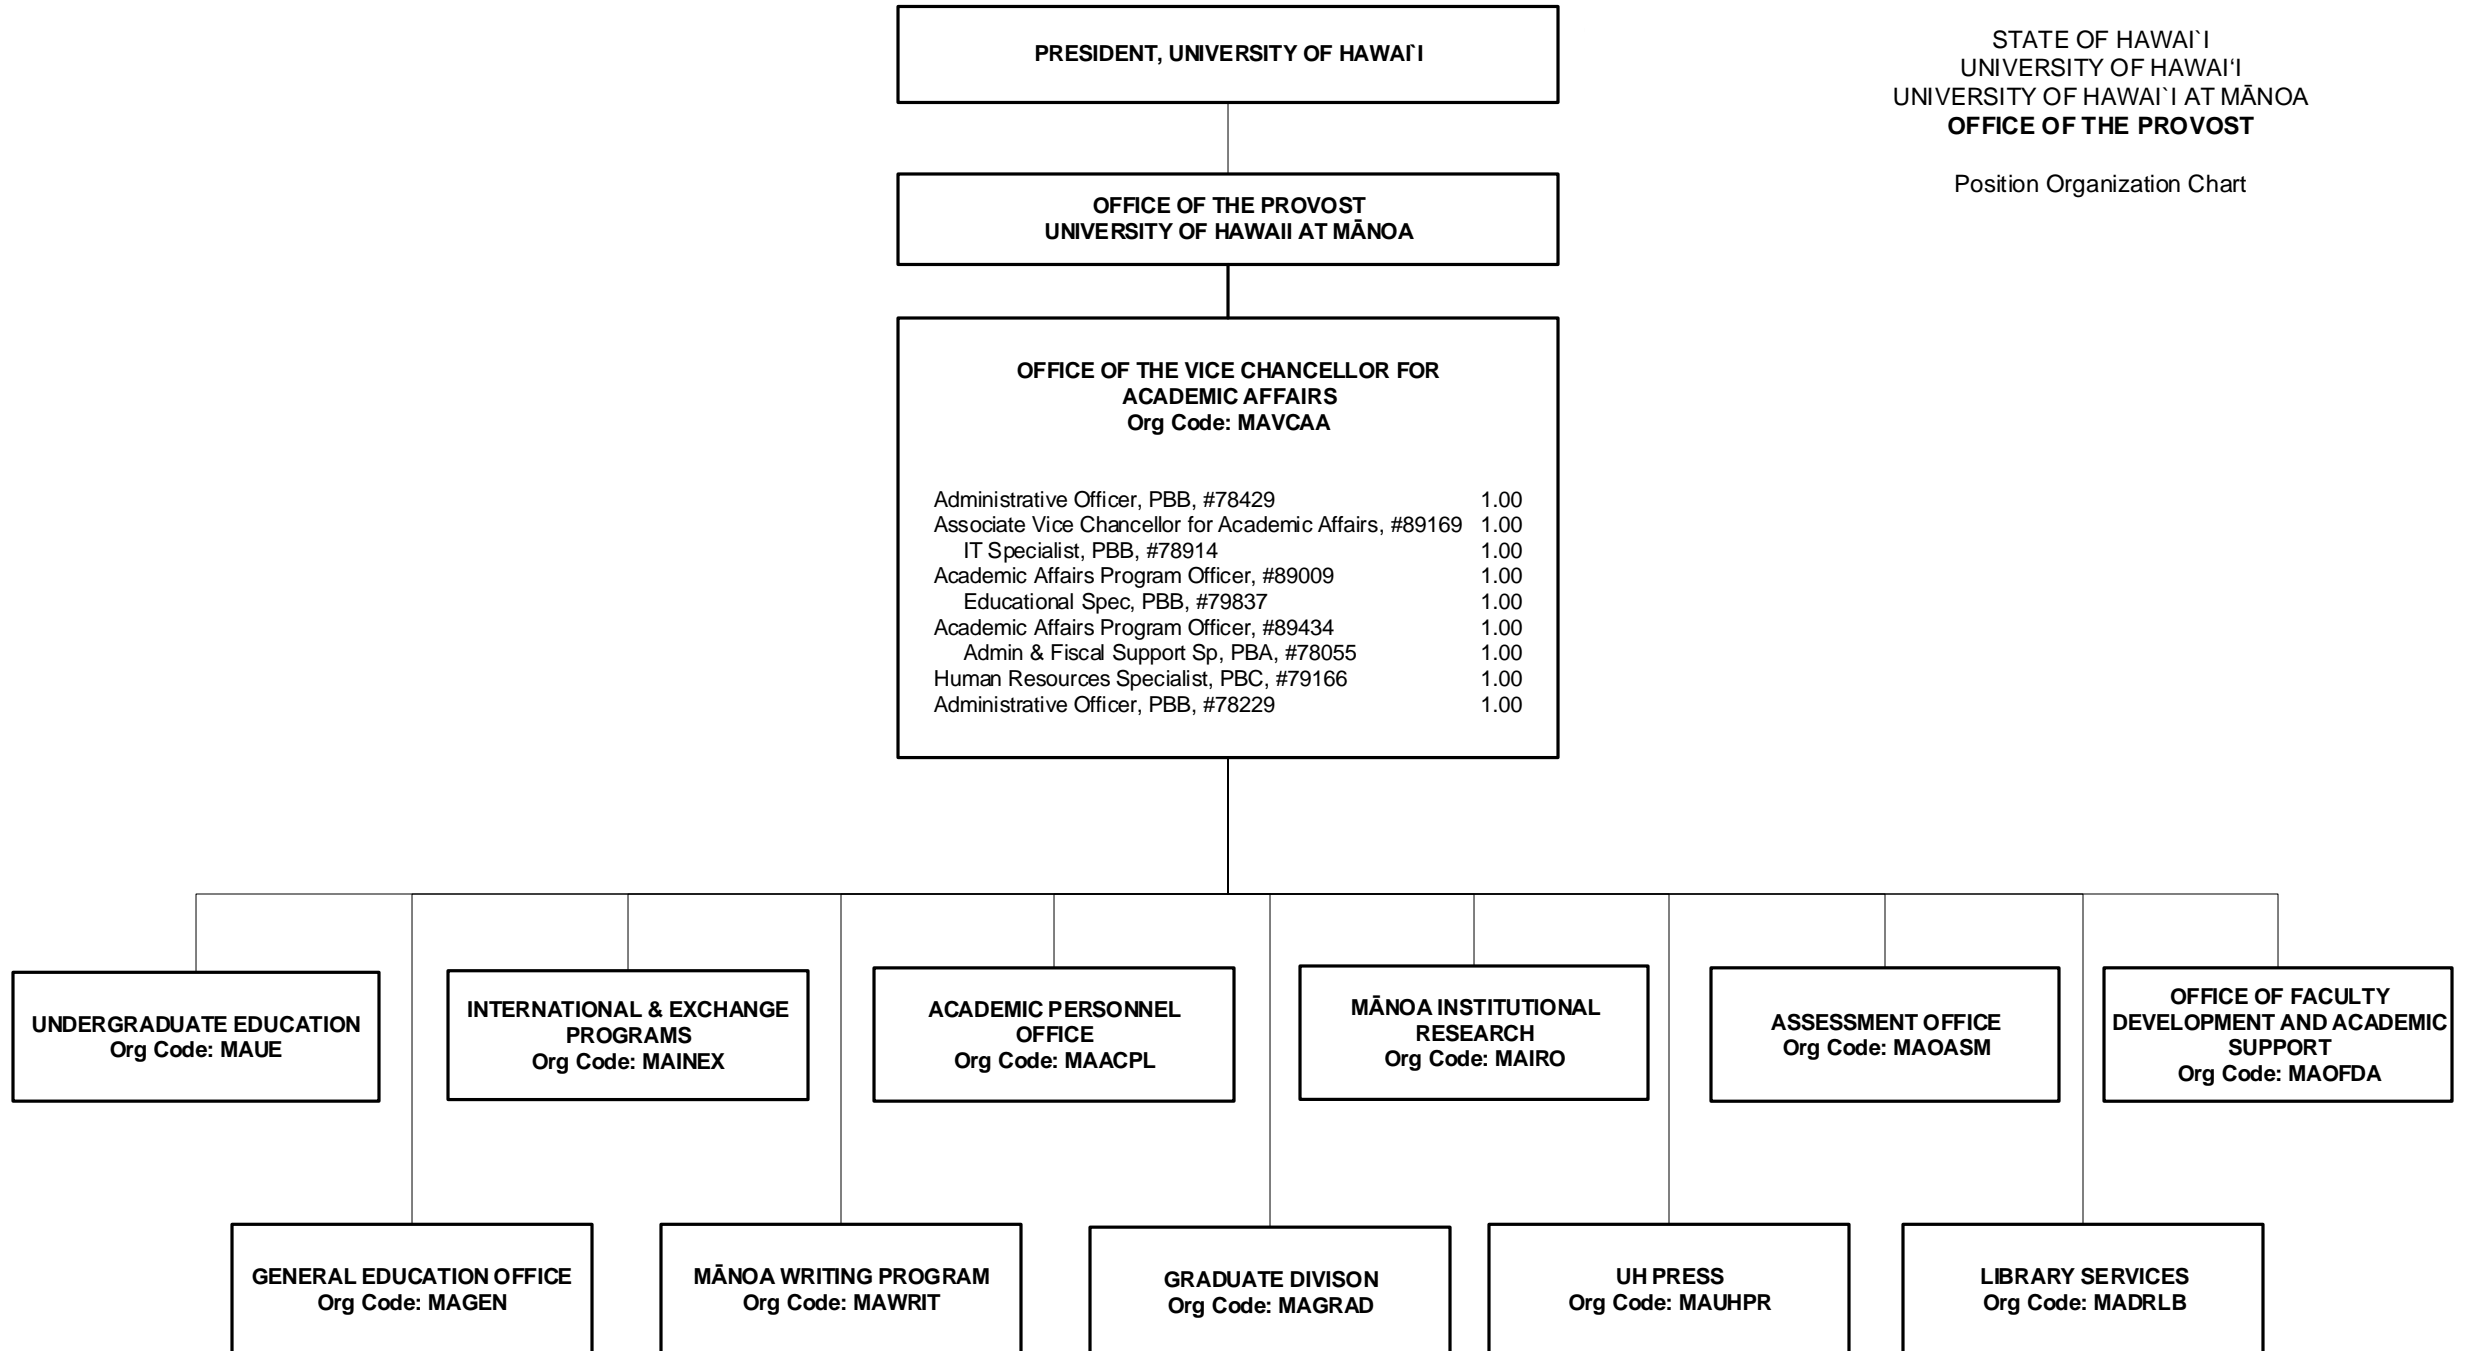 PRESIDENT, UNIVERSITY OF HAWAI`I
STATE OF HAWAI`I
UNIVERSITY OF HAWAI‘I
UNIVERSITY OF HAWAI`I AT MĀNOA
OFFICE OF THE PROVOST
Position Organization Chart
OFFICE OF THE PROVOST
UNIVERSITY OF HAWAII AT MĀNOA
OFFICE OF THE VICE CHANCELLOR FOR
ACADEMIC AFFAIRS
Org Code: MAVCAA
Administrative Officer, PBB, #78429 1.00
Associate Vice Chancellor for Academic Affairs, #89169 1.00
IT Specialist, PBB, #78914 1.00
Academic Affairs Program Officer, #89009 1.00
Educational Spec, PBB, #79837 1.00
Academic Affairs Program Officer, #89434 1.00
Admin & Fiscal Support Sp, PBA, #78055 1.00
Human Resources Specialist, PBC, #79166 1.00
Administrative Officer, PBB, #78229 1.00
UNDERGRADUATE EDUCATION
Org Code: MAUE
INTERNATIONAL & EXCHANGE
PROGRAMS
Org Code: MAINEX
ACADEMIC PERSONNEL
OFFICE
Org Code: MAACPL
MĀNOA INSTITUTIONAL
RESEARCH
Org Code: MAIRO
ASSESSMENT OFFICE
Org Code: MAOASM
OFFICE OF FACULTY
DEVELOPMENT AND ACADEMIC
SUPPORT
Org Code: MAOFDA
GENERAL EDUCATION OFFICE
Org Code: MAGEN
MĀNOA WRITING PROGRAM
Org Code: MAWRIT
GRADUATE DIVISON
Org Code: MAGRAD
UH PRESS
Org Code: MAUHPR
LIBRARY SERVICES
Org Code: MADRLB